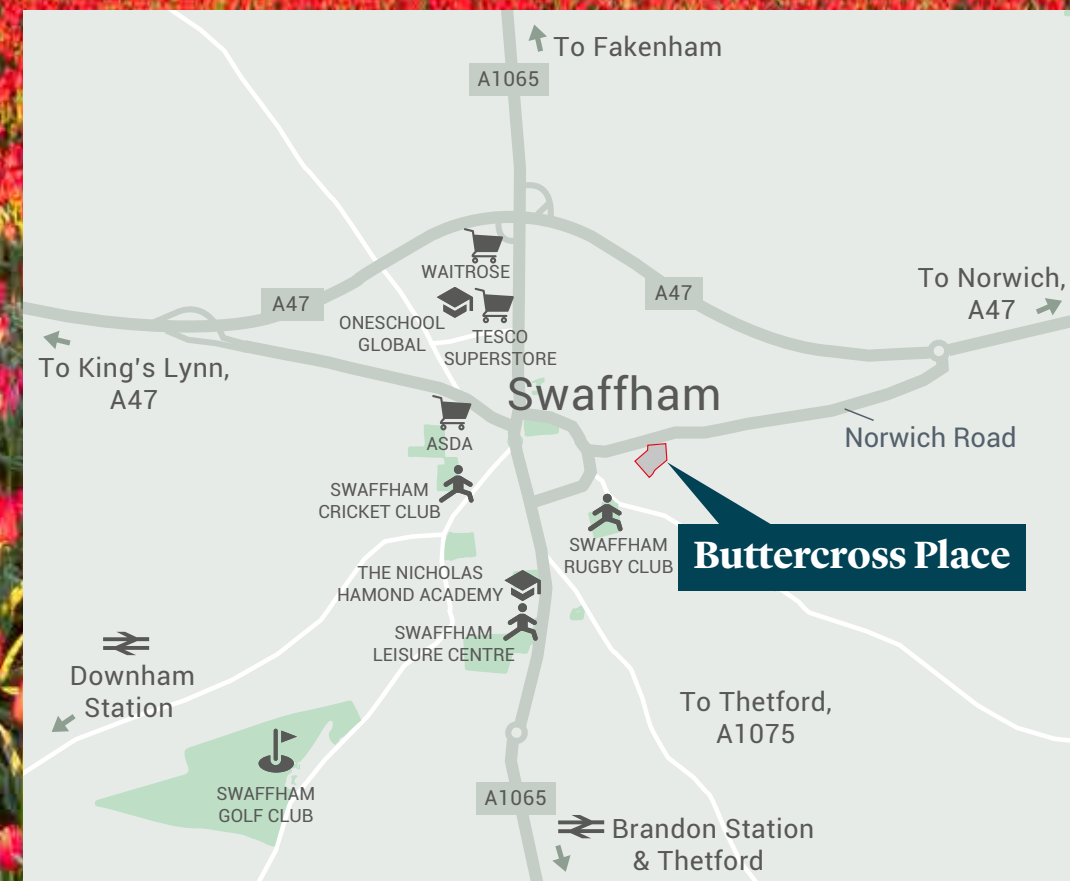 To Fakenham
A1065
WAITROSE
To Norwich,
A47
A47
A47
ONESCHOOL
GLOBAL
TESCO
SUPERSTORE
To King's Lynn,
A47
Swaffham
ASDA
Norwich Road
SWAFFHAM
CRICKET CLUB
SWAFFHAM
RUGBY CLUB
Buttercross Place
THE NICHOLAS
HAMOND ACADEMY
SWAFFHAM
LEISURE CENTRE
Downham
Station
To Thetford,
A1075
SWAFFHAM
GOLF CLUB
A1065
Brandon Station
& Thetford